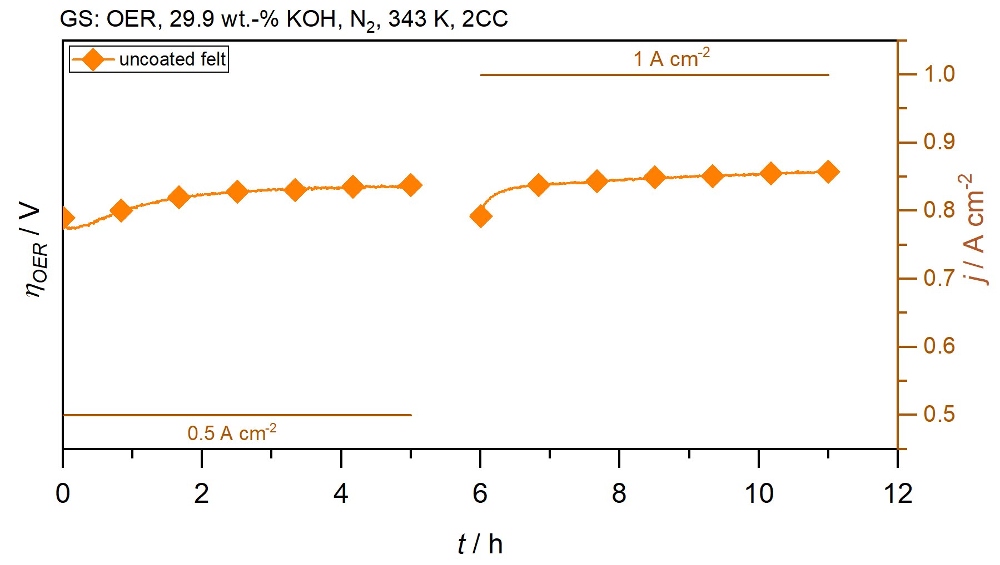 GS: OER, 29.9 wt.-% KOH, N₂, 343 K, 2CC
uncoated felt
1 A cm⁻²
0.5 A cm⁻²
η_OER / V
1.0
0.9
0.8
0.7
0.6
0.5
j / A cm⁻²
0 2 4 6 8 10 12
t / h